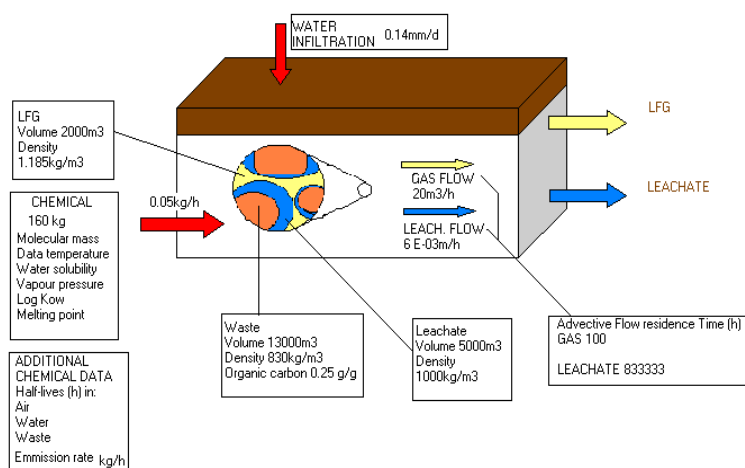 WATER
INFILTRATION 0.14mm/d
LFG
Volume 2000m3
Density
1.185kg/m3
LFG
CHEMICAL
160 kg
Molecular mass
Data temperature
Water solubility
Vapour pressure
Log Kow
Melting point
0.05kg/h
GAS FLOW
20m3/h
LEACH. FLOW
6 E-03m/h
LEACHATE
Waste
Volume 13000m3
Density 830kg/m3
Organic carbon 0.25 g/g
Leachate
Volume 5000m3
Density
1000kg/m3
Advective Flow residence Time (h)
GAS 100
LEACHATE 833333
ADDITIONAL
CHEMICAL DATA
Half-lives (h) in:
Air
Water
Waste
Emmission rate kg/h